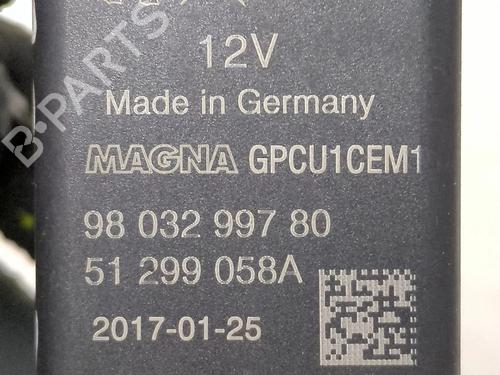 B-PARTS
12V
Made in Germany
MAGNA GPCU1CEM1
98 032 997 80
51 299 058A
2017-01-25